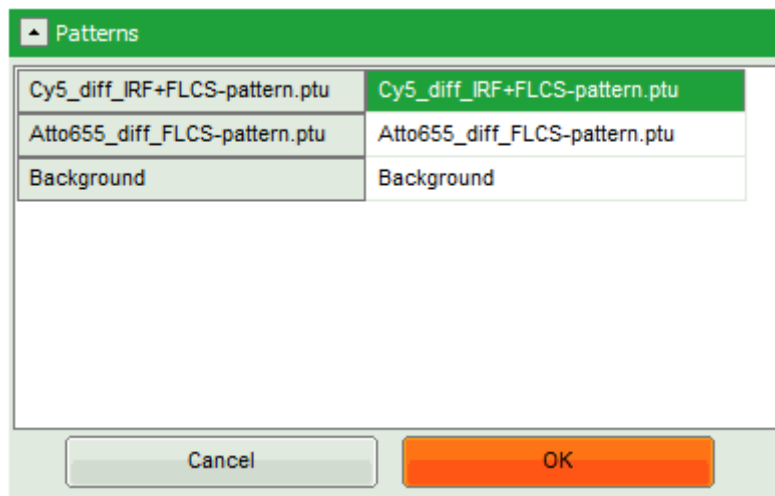 Patterns
Cy5_diff_IRF+FLCS-pattern.ptu Cy5_diff_IRF+FLCS-pattern.ptu
Atto655_diff_FLCS-pattern.ptu Atto655_diff_FLCS-pattern.ptu
Background Background
Cancel OK